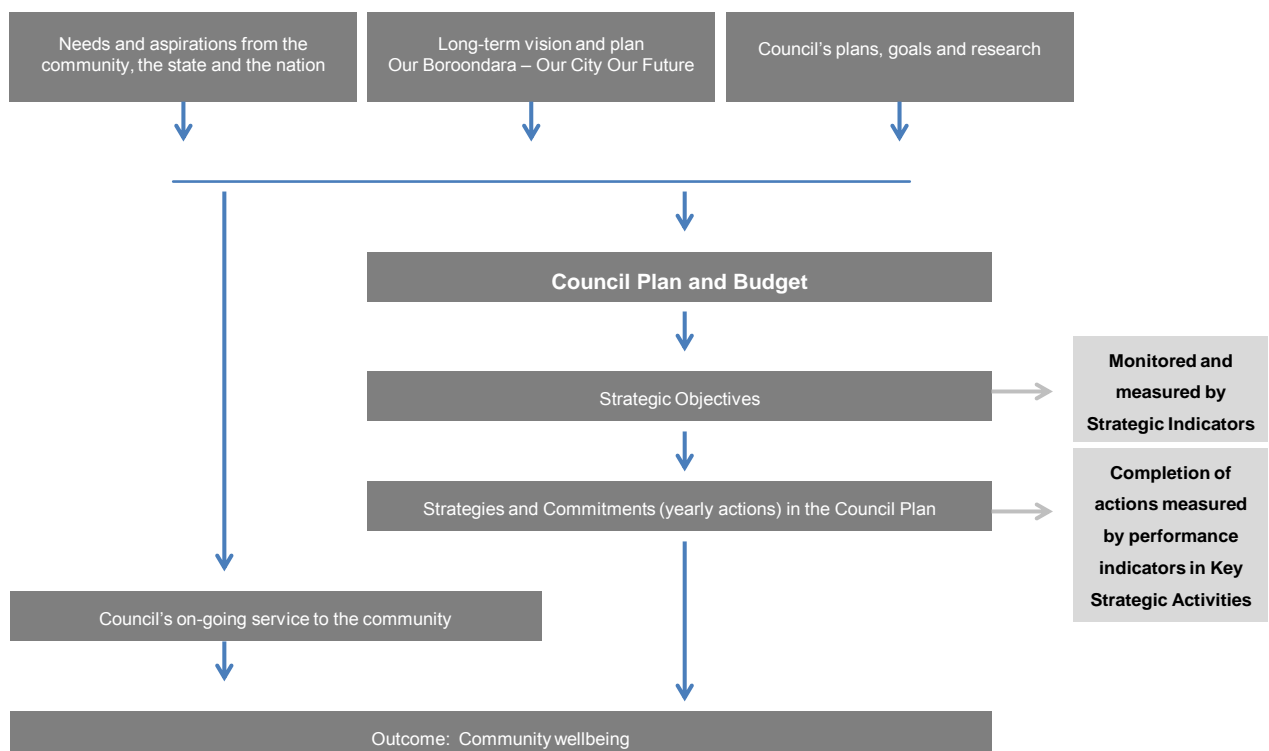 Needs and aspirations from the
community, the state and the nation
Long-term vision and plan
Our Boroondara – Our City Our Future
Council’s plans, goals and research
Council Plan and Budget
Strategic Objectives
Monitored and
measured by
Strategic Indicators
Strategies and Commitments (yearly actions) in the Council Plan
Completion of
actions measured
by performance
indicators in Key
Strategic Activities
Council’s on-going service to the community
Outcome: Community wellbeing